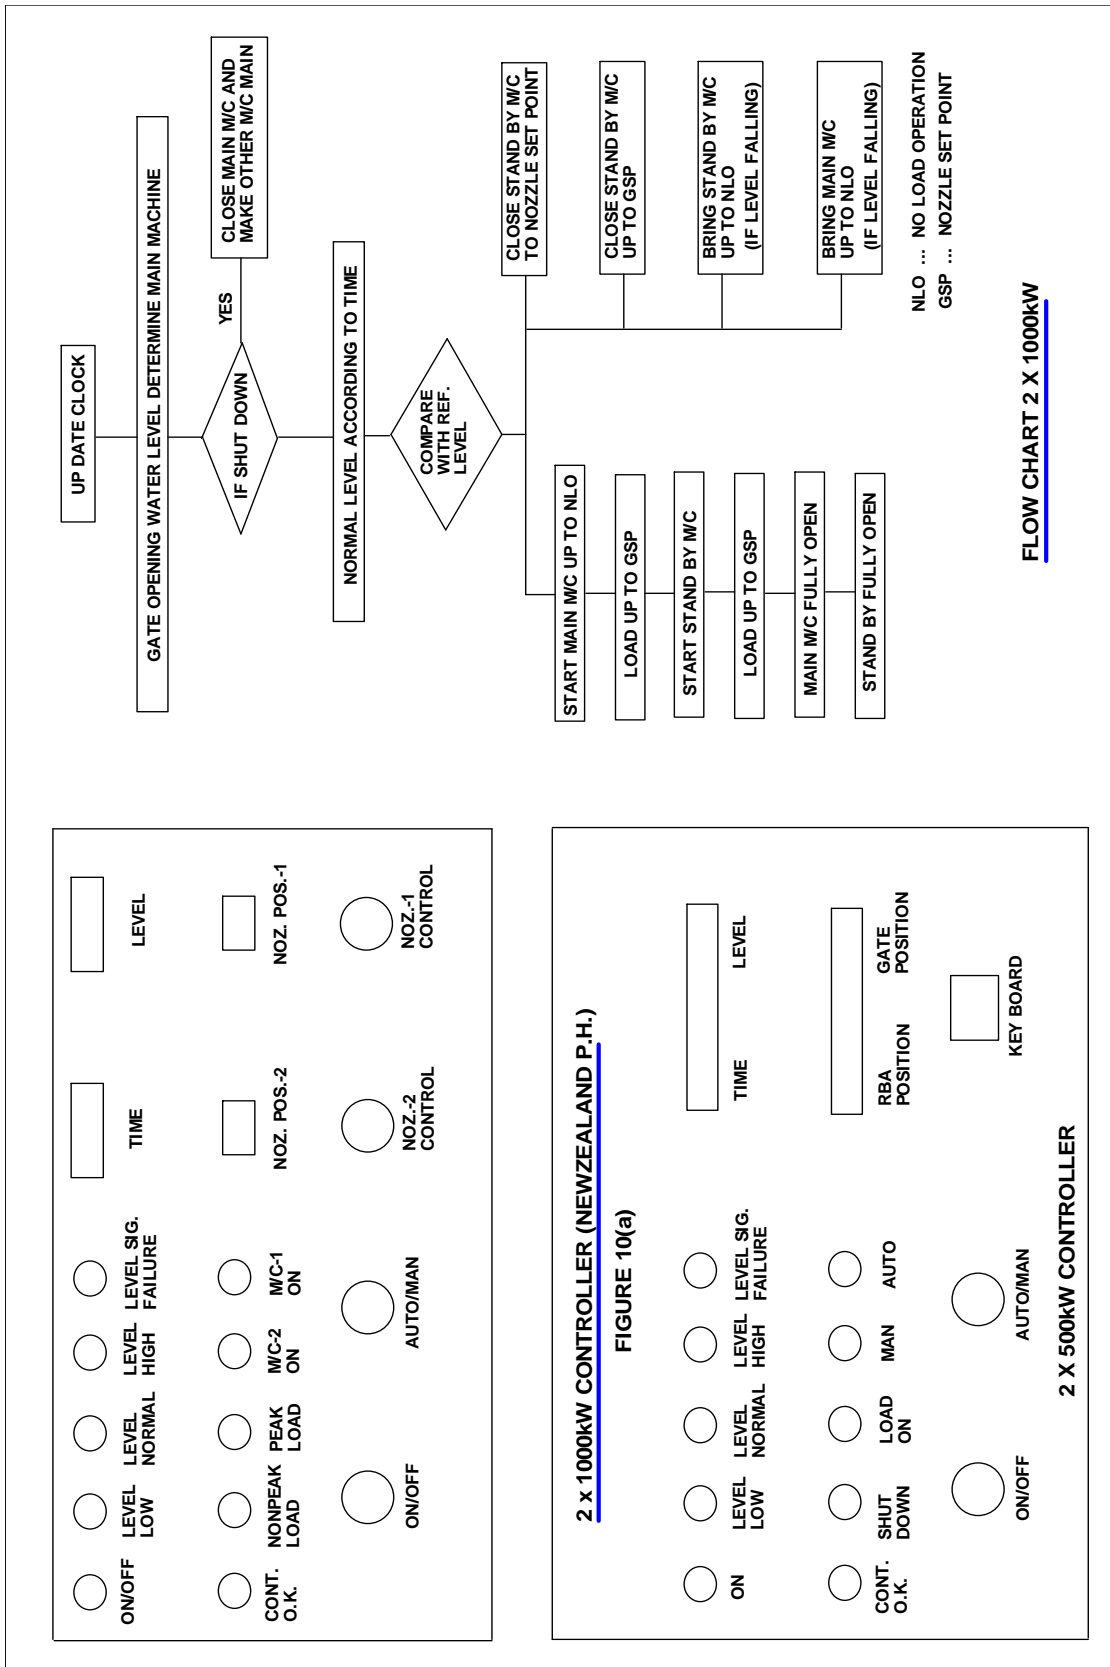 ON/OFF
LEVEL
LOW
LEVEL
NORMAL
LEVEL
HIGH
LEVEL SIG.
FAILURE
TIME
LEVEL
CONT.
O.K.
NONPEAK
LOAD
PEAK
LOAD
M/C-2
ON
M/C-1
ON
NOZ. POS.-2
NOZ. POS.-1
ON/OFF
AUTO/MAN
NOZ.-2
CONTROL
NOZ.-1
CONTROL
2 x 1000kW CONTROLLER (NEWZEALAND P.H.)
FIGURE 10(a)
ON
LEVEL
LOW
LEVEL
NORMAL
LEVEL
HIGH
LEVEL SIG.
FAILURE
TIME
LEVEL
CONT.
O.K.
SHUT
DOWN
LOAD
ON
MAN
AUTO
RBA
POSITION
GATE
POSITION
ON/OFF
AUTO/MAN
KEY BOARD
2 X 500kW CONTROLLER
UP DATE CLOCK
GATE OPENING WATER LEVEL DETERMINE MAIN MACHINE
IF SHUT DOWN
YES
CLOSE MAIN M/C AND
MAKE OTHER M/C MAIN
NORMAL LEVEL ACCORDING TO TIME
COMPARE
WITH REF.
LEVEL
START MAIN M/C UP TO NLO
LOAD UP TO GSP
START STAND BY M/C
LOAD UP TO GSP
MAIN M/C FULLY OPEN
STAND BY FULLY OPEN
CLOSE STAND BY M/C
TO NOZZLE SET POINT
CLOSE STAND BY M/C
UP TO GSP
BRING STAND BY M/C
UP TO NLO
(IF LEVEL FALLING)
BRING MAIN M/C
UP TO NLO
(IF LEVEL FALLING)
NLO ... NO LOAD OPERATION
GSP ... NOZZLE SET POINT
FLOW CHART 2 X 1000kW